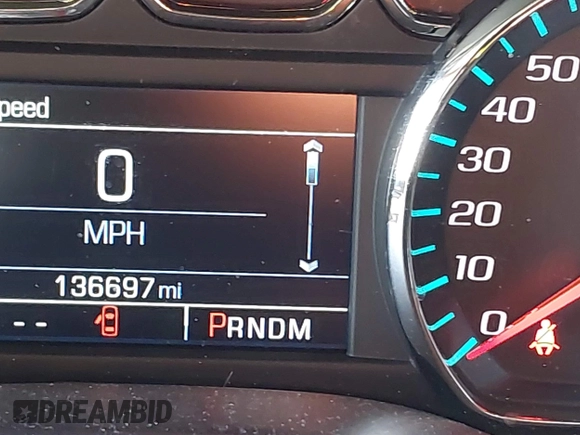 peed
0
MPH
136697 mi
-- PRNDM
50
40
30
20
10
0
DREAMBID